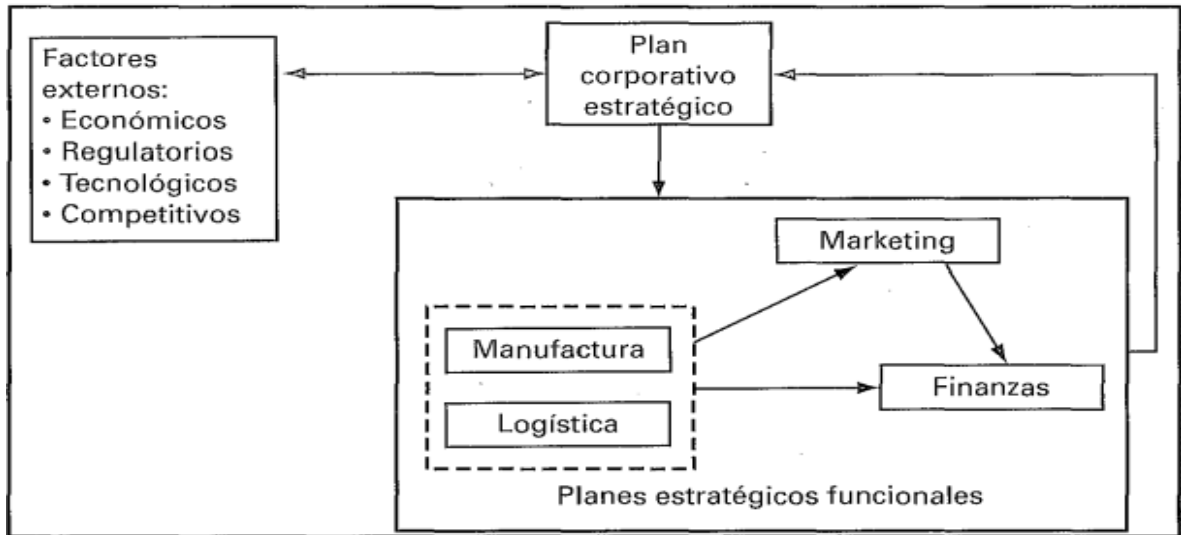 Factores
externos:
• Económicos
• Regulatorios
• Tecnológicos
• Competitivos
Plan
corporativo
estratégico
Marketing
Manufactura
Finanzas
Logística
Planes estratégicos funcionales